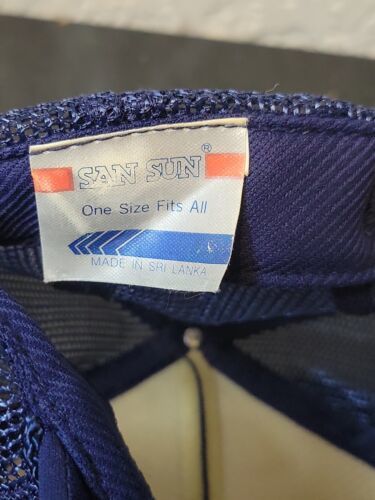 SAN SUN ®
One Size Fits All
MADE IN SRI LANKA